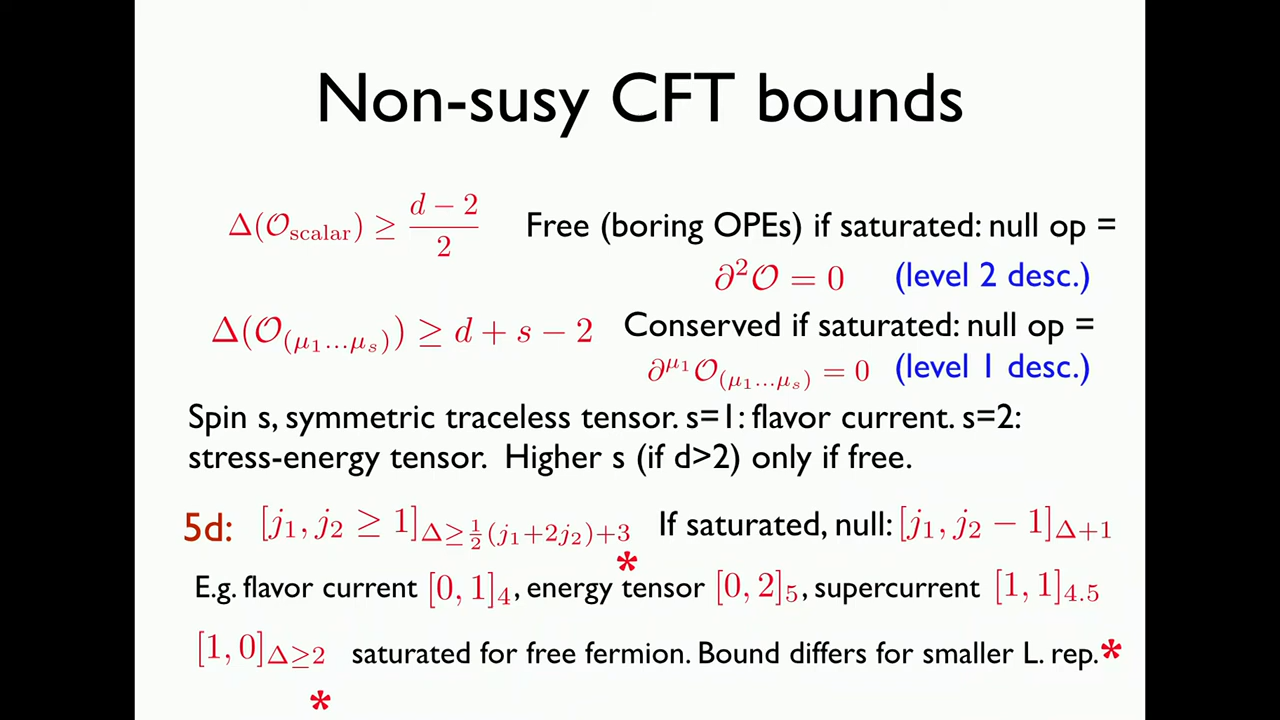 Non-susy CFT bounds
Δ(𝒪_scalar) ≥ (d − 2)/2 Free (boring OPEs) if saturated: null op =
∂²𝒪 = 0 (level 2 desc.)
Δ(𝒪_(μ₁...μₛ)) ≥ d + s − 2 Conserved if saturated: null op =
∂^μ₁ 𝒪_(μ₁...μₛ) = 0 (level 1 desc.)
Spin s, symmetric traceless tensor. s=1: flavor current. s=2:
stress-energy tensor. Higher s (if d>2) only if free.
5d: [j₁, j₂ ≥ 1]_Δ≥½(j₁+2j₂)+3 If saturated, null: [j₁, j₂ − 1]_Δ+1
*
E.g. flavor current [0, 1]₄, energy tensor [0, 2]₅, supercurrent [1, 1]_4.5
[1, 0]_Δ≥2 saturated for free fermion. Bound differs for smaller L. rep.*
*